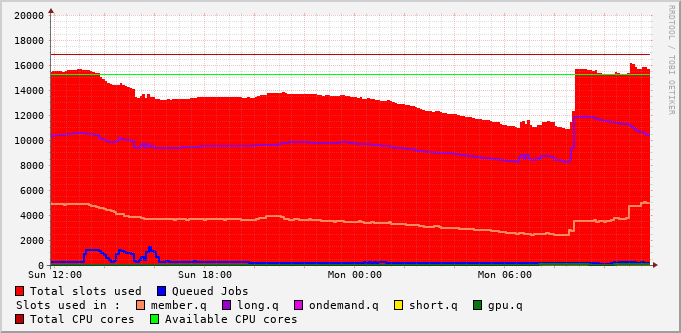 20000
18000
16000
14000
12000
10000
8000
6000
4000
2000
0
Sun 12:00 Sun 18:00 Mon 00:00 Mon 06:00
Total slots used Queued Jobs
Slots used in : member.q long.q ondemand.q short.q gpu.q
Total CPU cores Available CPU cores
RRDTOOL / TOBI OETIKER